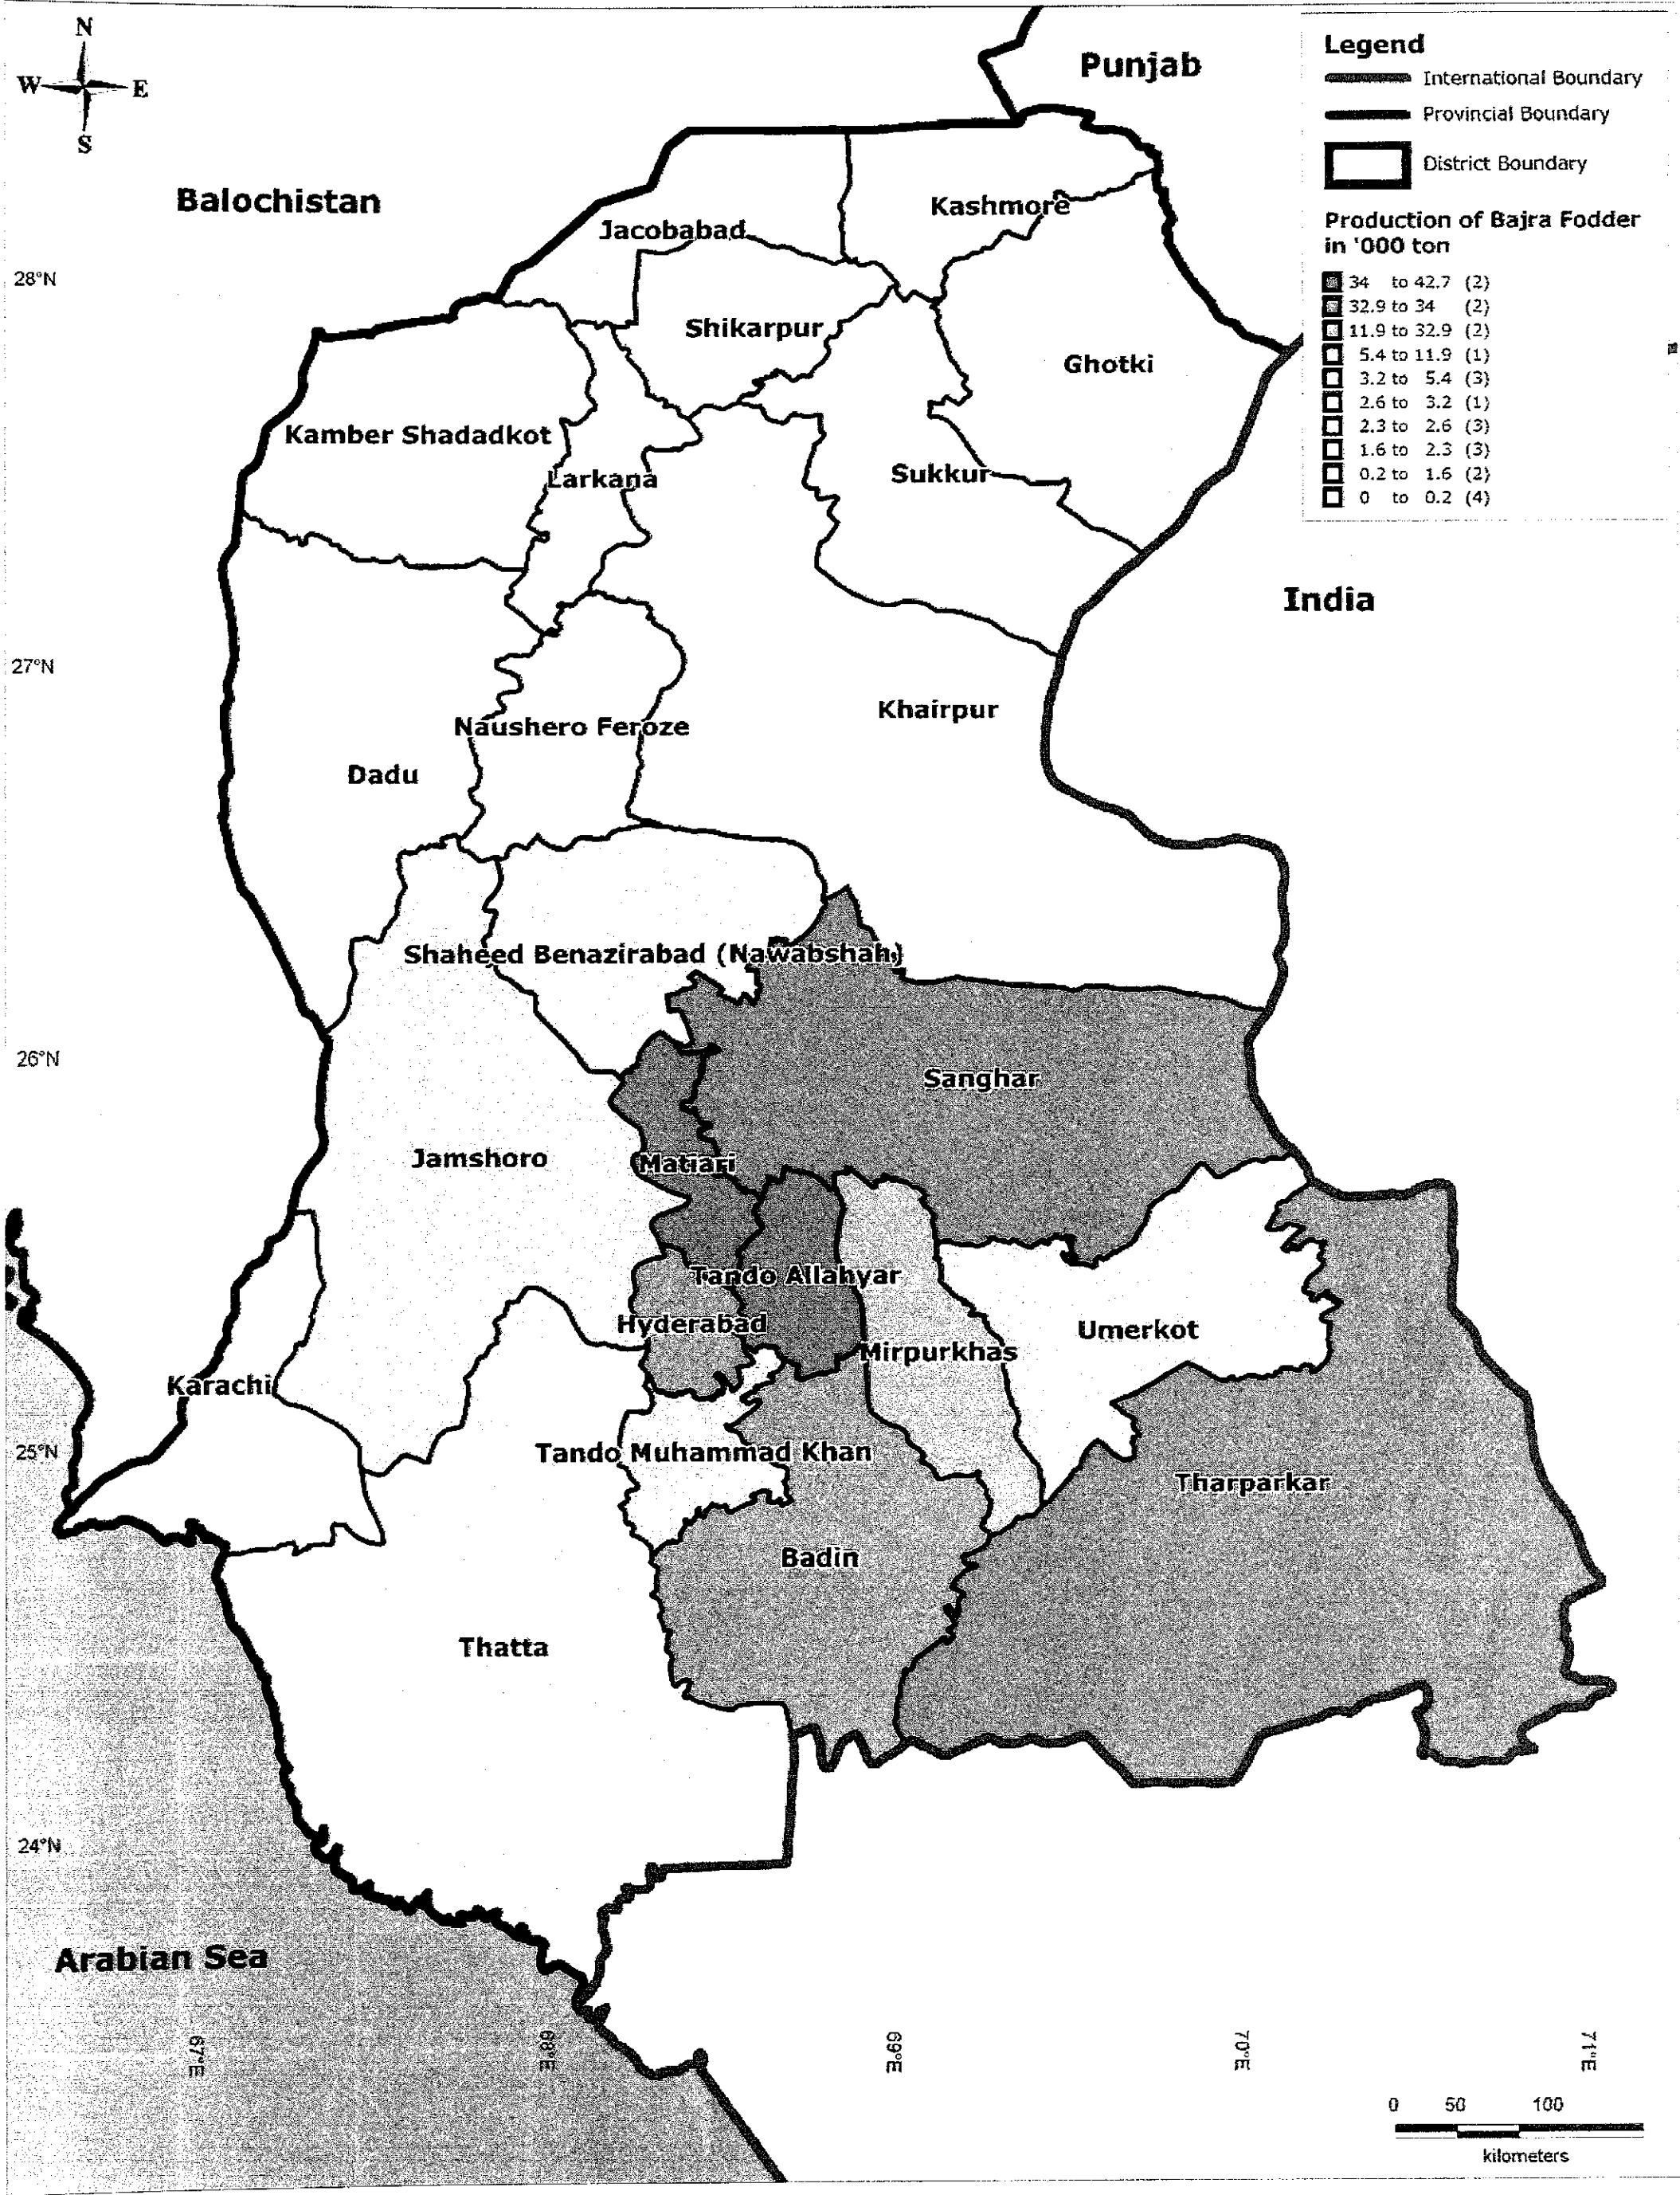 N
W E
S
Punjab
Balochistan
Legend
International Boundary
Provincial Boundary
District Boundary
Production of Bajra Fodder
in '000 ton
34 to 42.7 (2)
32.9 to 34 (2)
11.9 to 32.9 (2)
5.4 to 11.9 (1)
3.2 to 5.4 (3)
2.6 to 3.2 (1)
2.3 to 2.6 (3)
1.6 to 2.3 (3)
0.2 to 1.6 (2)
0 to 0.2 (4)
Kashmore
Jacobabad
28°N
Shikarpur
Ghotki
Kamber Shadadkot
Larkana
Sukkur
India
27°N
Khairpur
Naushero Feroze
Dadu
Shaheed Benazirabad (Nawabshah)
26°N
Sanghar
Jamshoro
Matiari
Tando Allahyar
Hyderabad
Umerkot
Mirpurkhas
Karachi
25°N
Tando Muhammad Khan
Tharparkar
Badin
Thatta
24°N
Arabian Sea
67°E
68°E
69°E
70°E
71°E
0 50 100
kilometers